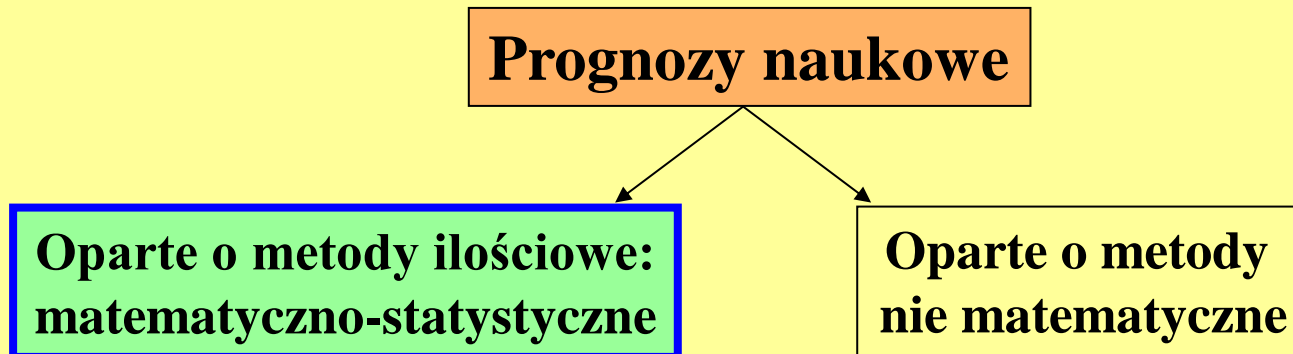 Prognozy naukowe
Oparte o metody ilościowe:
matematyczno-statystyczne
Oparte o metody
nie matematyczne